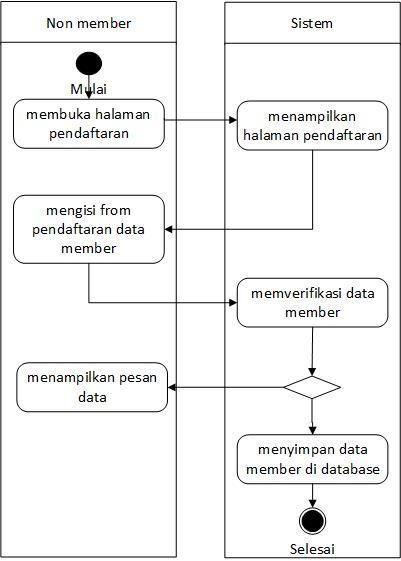 Non member
Sistem
Mulai
membuka halaman
pendaftaran
menampilkan
halaman pendaftaran
mengisi from
pendaftaran data
member
memverifikasi data
member
menampilkan pesan
data
menyimpan data
member di database
Selesai